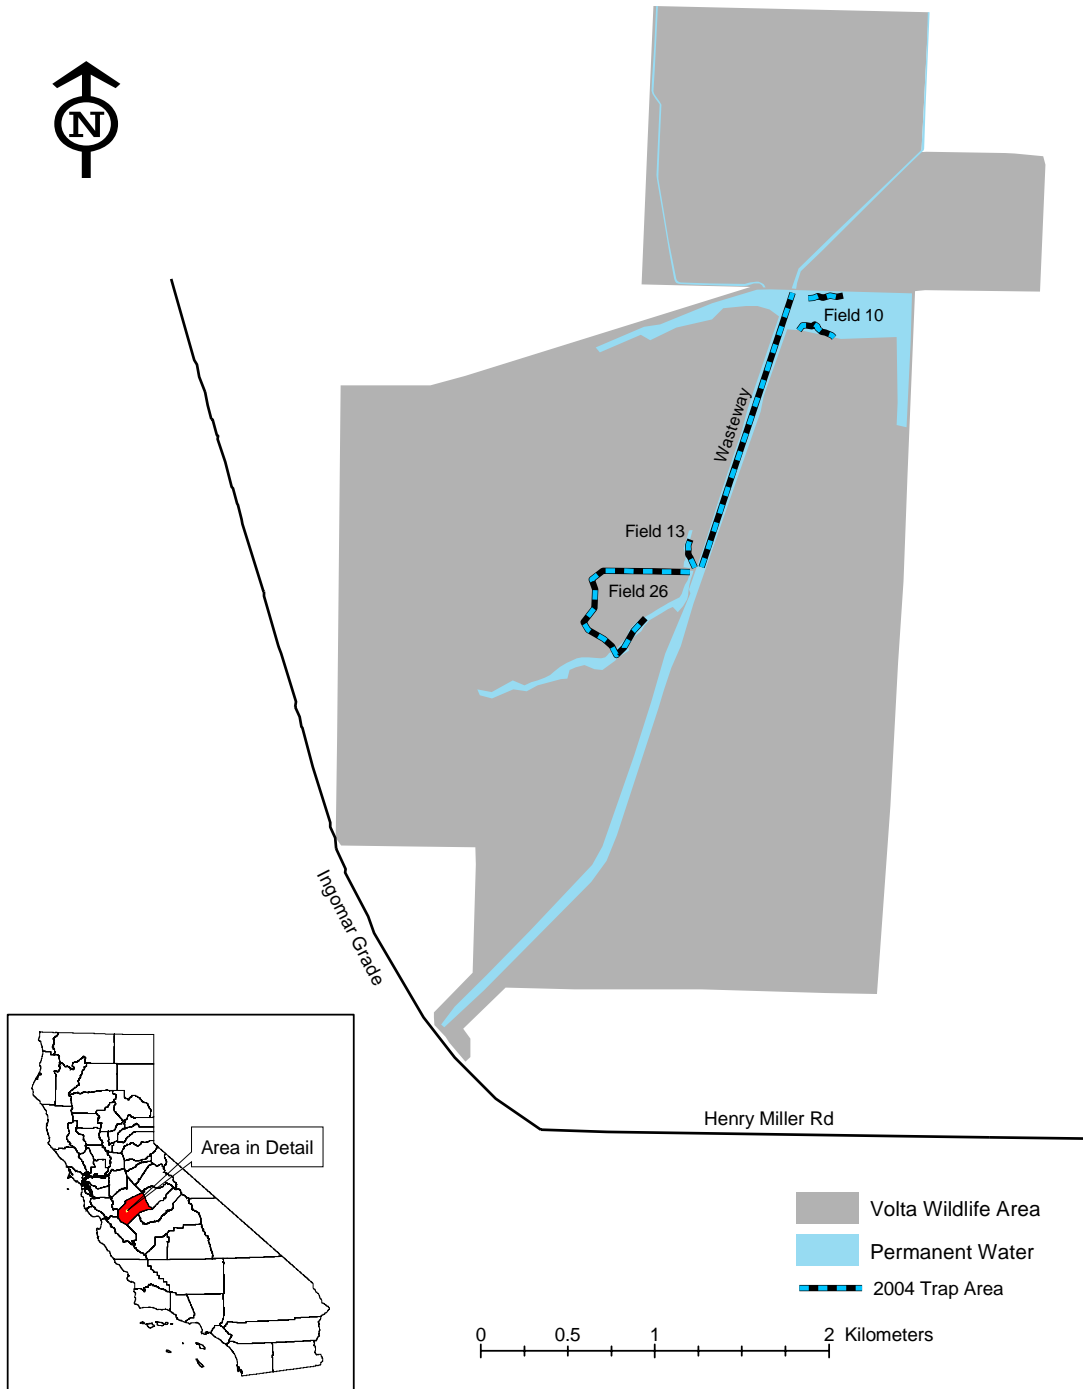 N
Field 10
Wasteway
Field 13
Field 26
Ingomar Grade
Henry Miller Rd
Area in Detail
Volta Wildlife Area
Permanent Water
2004 Trap Area
0 0.5 1 2 Kilometers